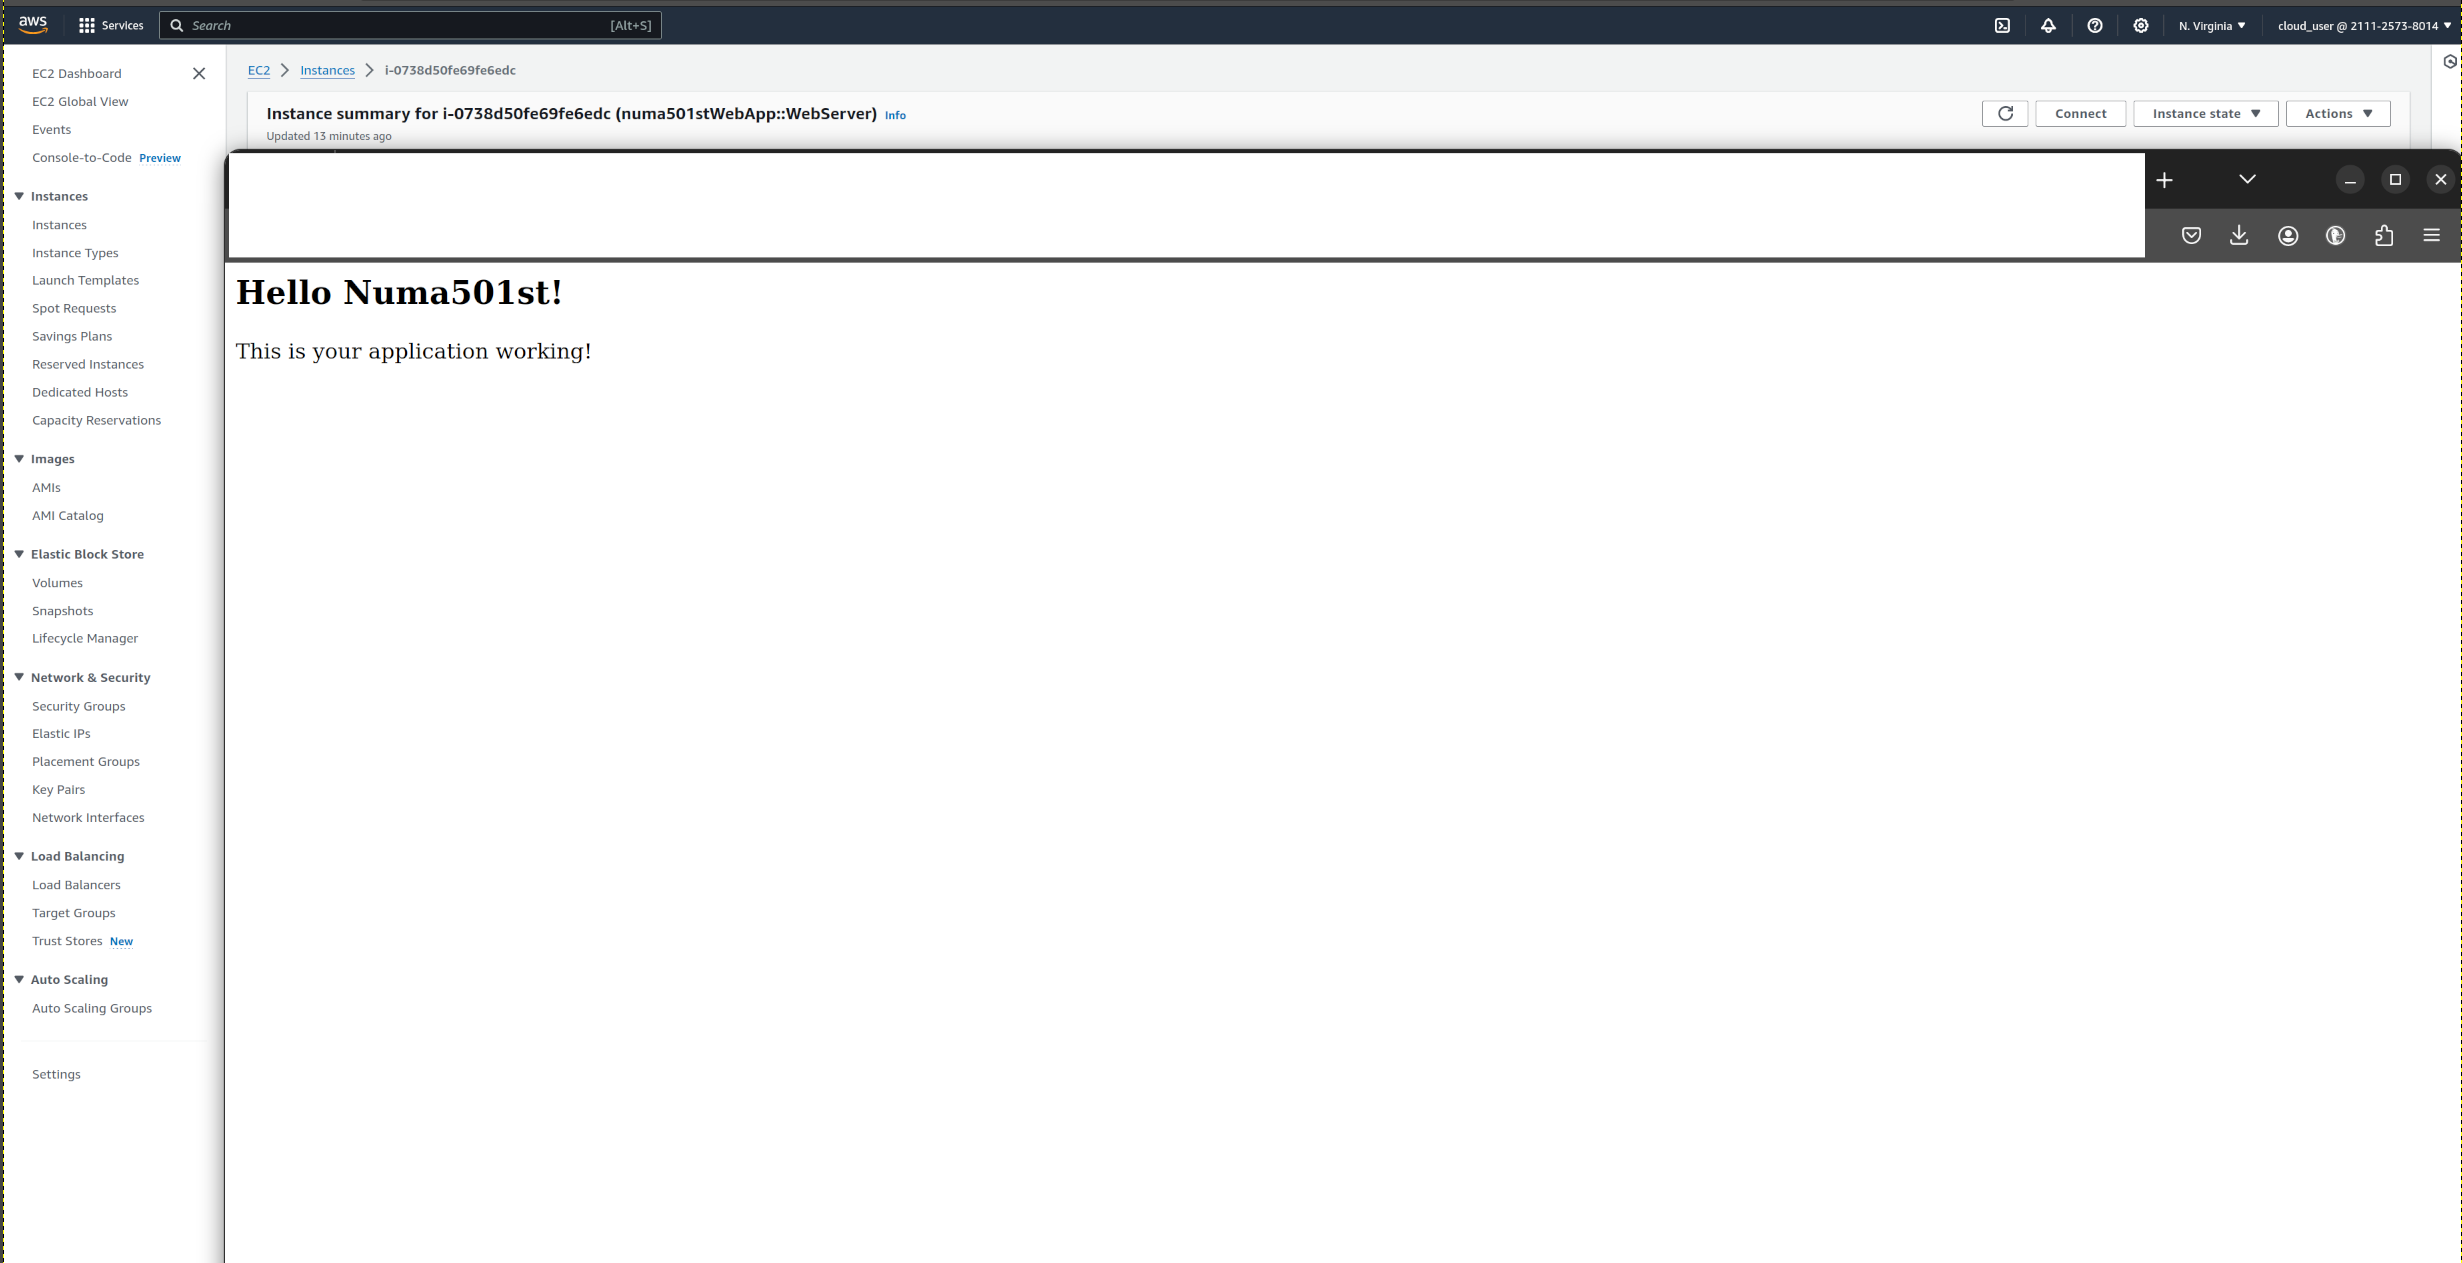 aws
Services
Search
[Alt+S]
N. Virginia
cloud_user @ 2111-2573-8014
EC2 Dashboard
EC2 Global View
Events
Console-to-Code Preview
Instances
Instances
Instance Types
Launch Templates
Spot Requests
Savings Plans
Reserved Instances
Dedicated Hosts
Capacity Reservations
Images
AMIs
AMI Catalog
Elastic Block Store
Volumes
Snapshots
Lifecycle Manager
Network & Security
Security Groups
Elastic IPs
Placement Groups
Key Pairs
Network Interfaces
Load Balancing
Load Balancers
Target Groups
Trust Stores New
Auto Scaling
Auto Scaling Groups
Settings
EC2 Instances i-0738d50fe69fe6edc
Instance summary for i-0738d50fe69fe6edc (numa501stWebApp::WebServer) Info
Updated 13 minutes ago
Connect
Instance state
Actions
Hello Numa501st!
This is your application working!